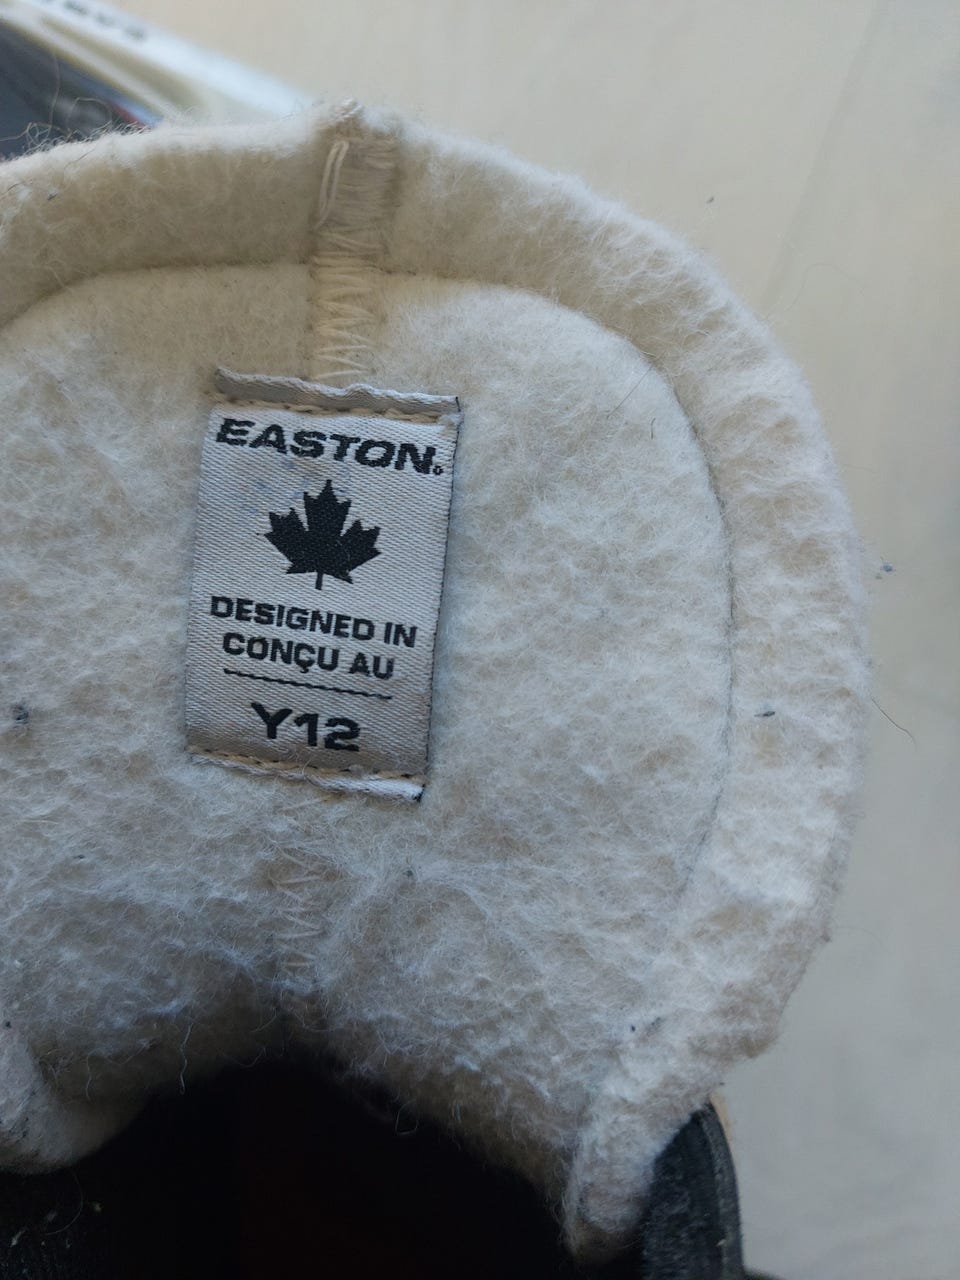 EASTON
DESIGNED IN
CONÇU AU
Y12